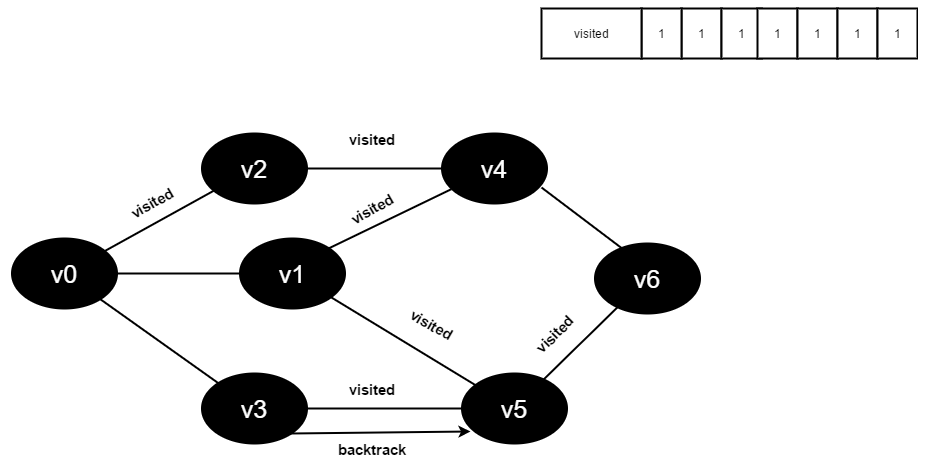 visited 1 1 1 1 1 1 1
visited
v2
v4
visited
visited
v0
v1
v6
visited
visited
visited
v3
v5
backtrack